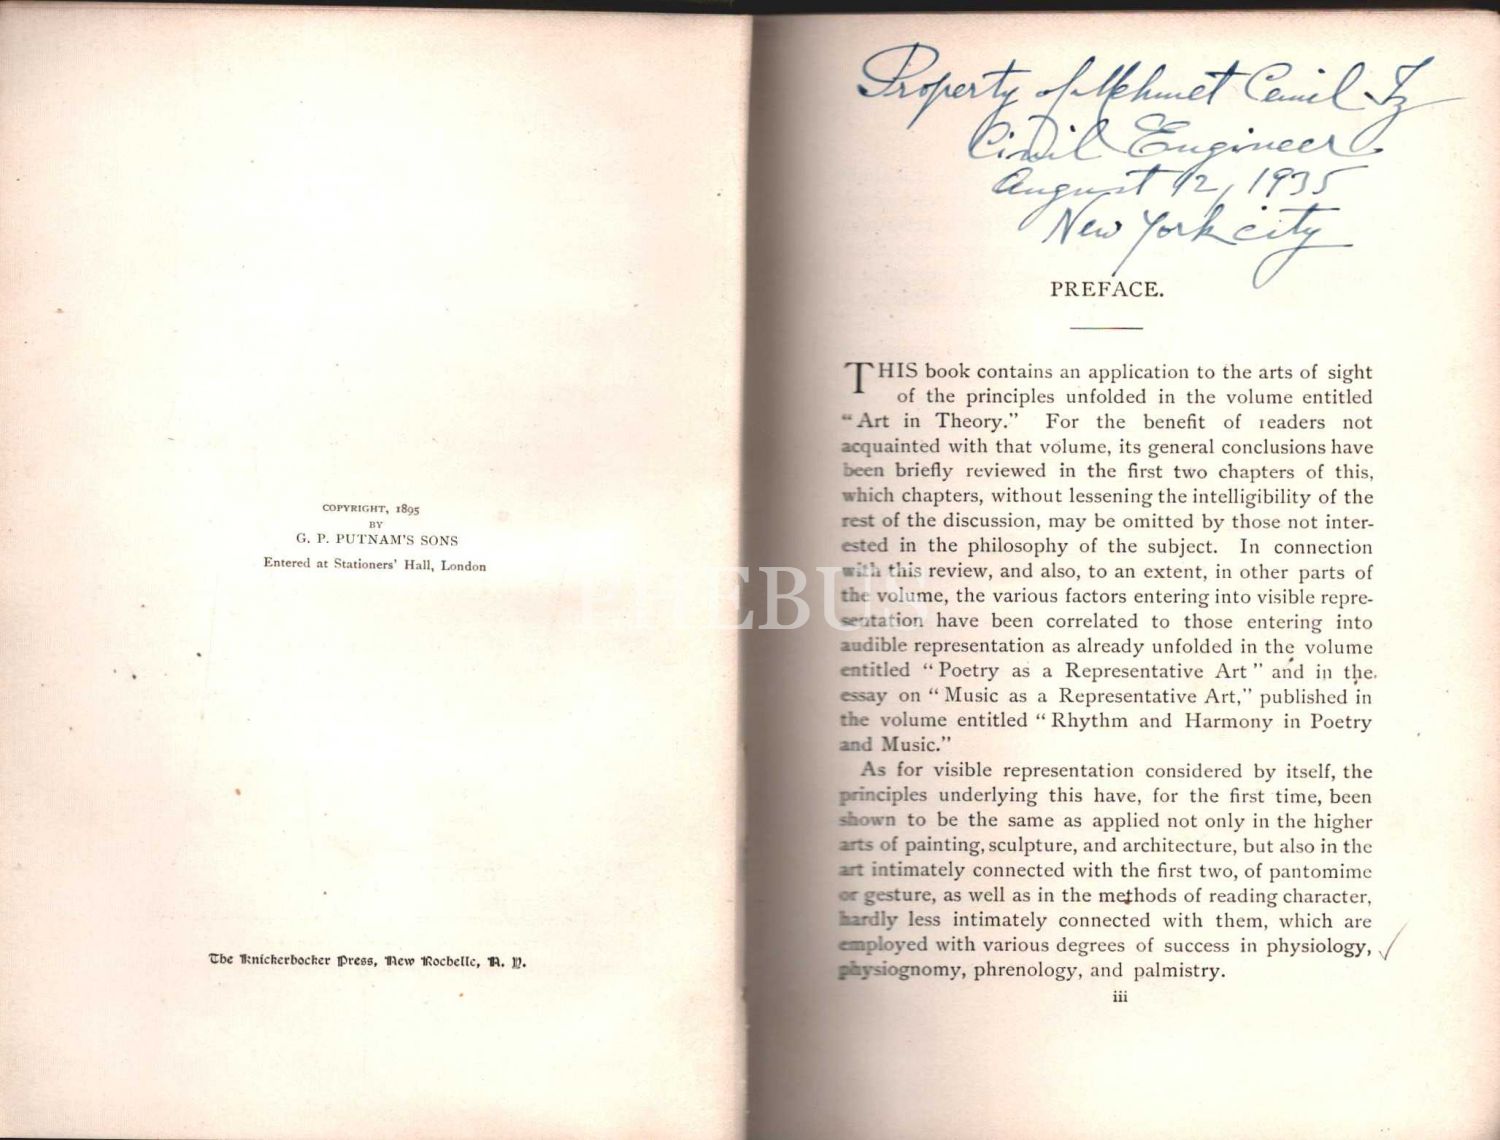 COPYRIGHT, 1895
BY
G. P. PUTNAM'S SONS
Entered at Stationers' Hall, London
The Knickerbocker Press, New Rochelle, N. Y.
Property of Mehmet Cemil
Civil Engineer.
August 12, 1935
New York city
PREFACE.
THIS book contains an application to the arts of sight
of the principles unfolded in the volume entitled
“Art in Theory.” For the benefit of readers not
acquainted with that volume, its general conclusions have
been briefly reviewed in the first two chapters of this,
which chapters, without lessening the intelligibility of the
rest of the discussion, may be omitted by those not inter-
ested in the philosophy of the subject. In connection
with this review, and also, to an extent, in other parts of
the volume, the various factors entering into visible repre-
sentation have been correlated to those entering into
audible representation as already unfolded in the volume
entitled “Poetry as a Representative Art” and in the
essay on “Music as a Representative Art,” published in
the volume entitled “Rhythm and Harmony in Poetry
and Music.”
As for visible representation considered by itself, the
principles underlying this have, for the first time, been
shown to be the same as applied not only in the higher
arts of painting, sculpture, and architecture, but also in the
art intimately connected with the first two, of pantomime
or gesture, as well as in the methods of reading character,
hardly less intimately connected with them, which are
employed with various degrees of success in physiology,
physiognomy, phrenology, and palmistry.
iii
PHEBUS